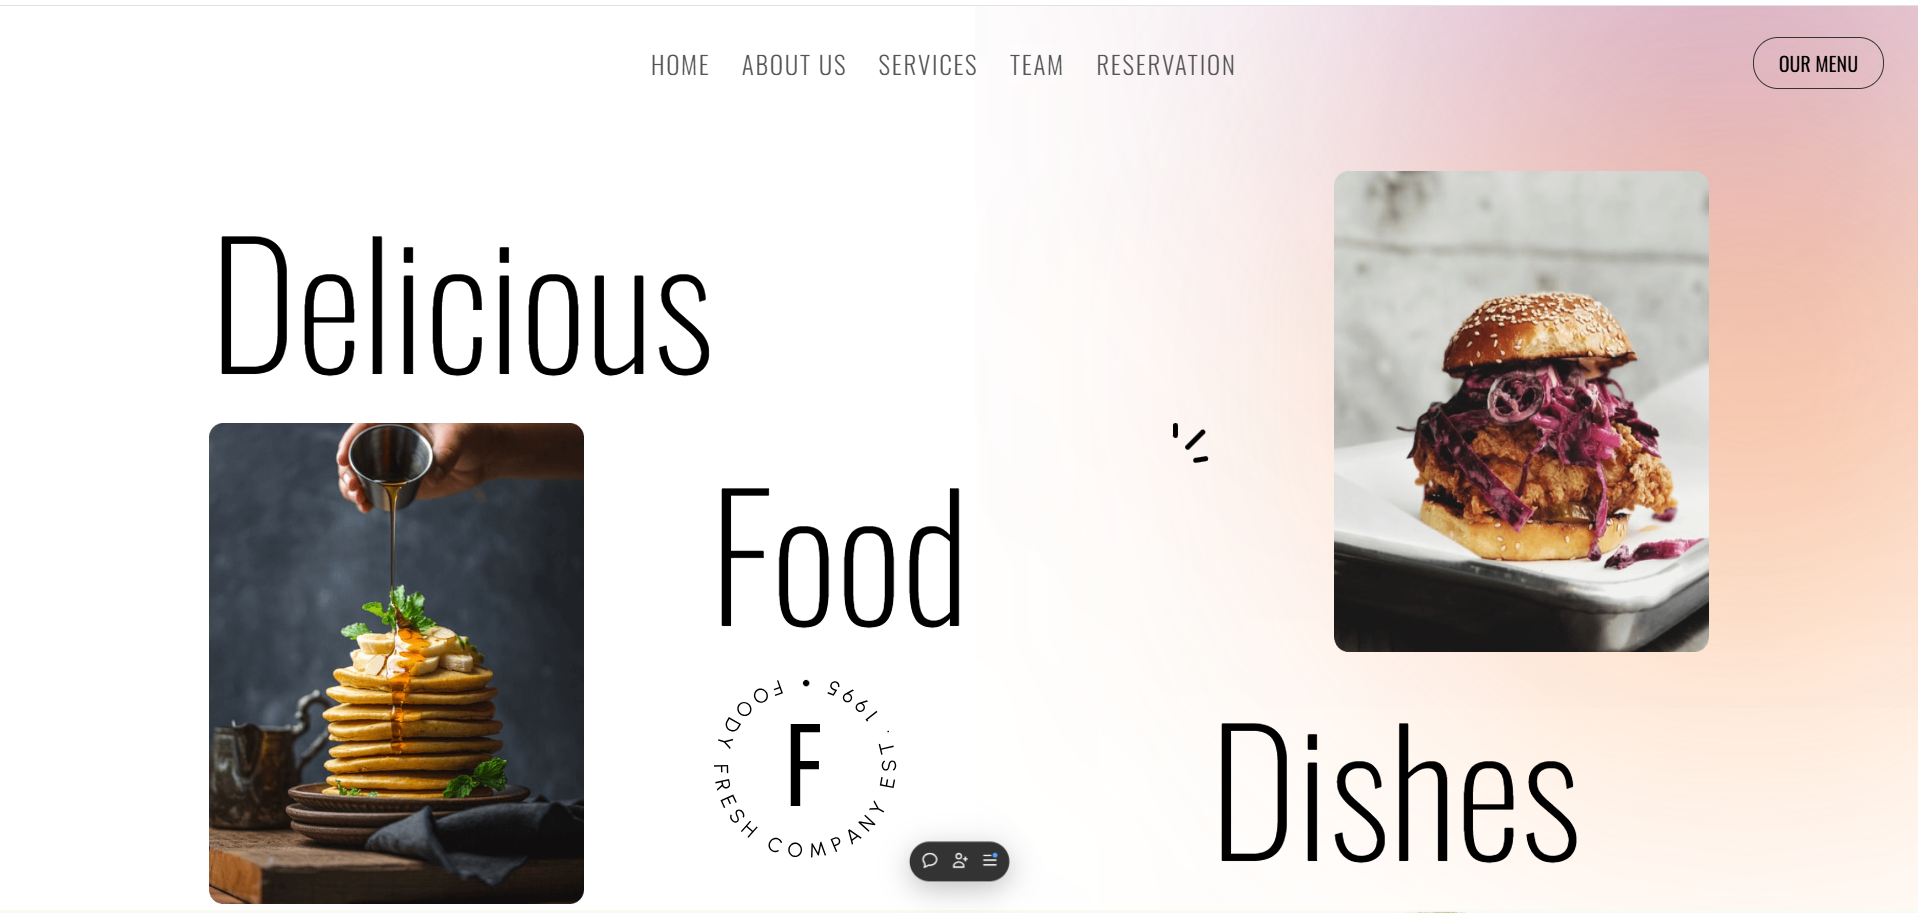 HOME ABOUT US SERVICES TEAM RESERVATION
OUR MENU
Delicious
Food
FOODY FRESH COMPANY EST. 1995 •
F
Dishes